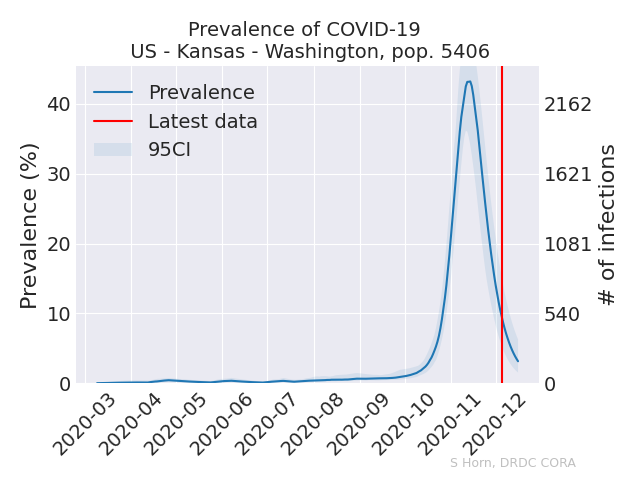 Prevalence of COVID-19
US - Kansas - Washington, pop. 5406
Prevalence
Latest data
95CI
Prevalence (%)
40
30
20
10
0
2162
1621
1081
540
0
# of infections
2020-03
2020-04
2020-05
2020-06
2020-07
2020-08
2020-09
2020-10
2020-11
2020-12
S Horn, DRDC CORA